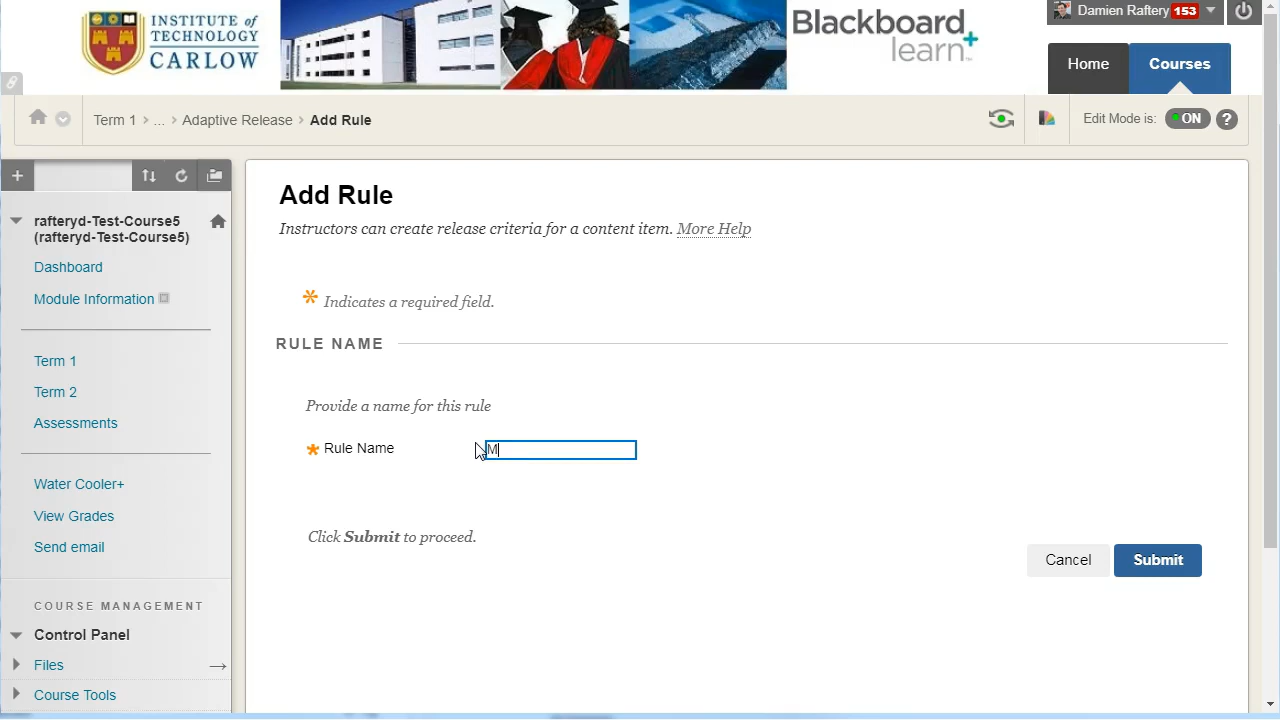 INSTITUTE of
TECHNOLOGY
CARLOW
Blackboard
learn+
Damien Raftery 153
Home
Courses
Term 1 > ... > Adaptive Release > Add Rule
Edit Mode is: ON ?
rafteryd-Test-Course5
(rafteryd-Test-Course5)
Dashboard
Module Information
Term 1
Term 2
Assessments
Water Cooler+
View Grades
Send email
COURSE MANAGEMENT
Control Panel
Files
Course Tools
Add Rule
Instructors can create release criteria for a content item. More Help
* Indicates a required field.
RULE NAME
Provide a name for this rule
* Rule Name M
Click Submit to proceed.
Cancel
Submit